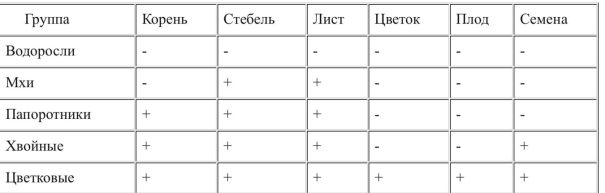 Группа Корень Стебель Лист Цветок Плод Семена
Водоросли - - - - - -
Мхи - + + - - -
Папоротники + + + - - -
Хвойные + + + - - +
Цветковые + + + + + +